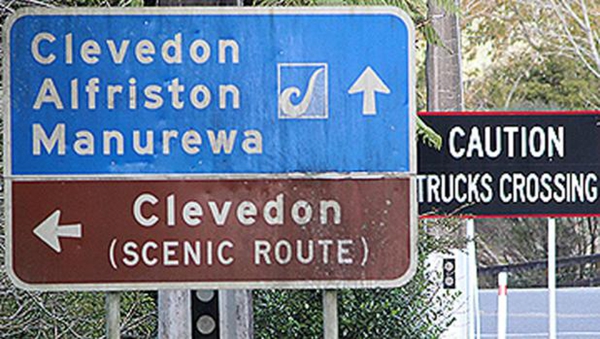 Clevedon
Alfriston
Manurewa
Clevedon
(SCENIC ROUTE)
CAUTION
TRUCKS CROSSING